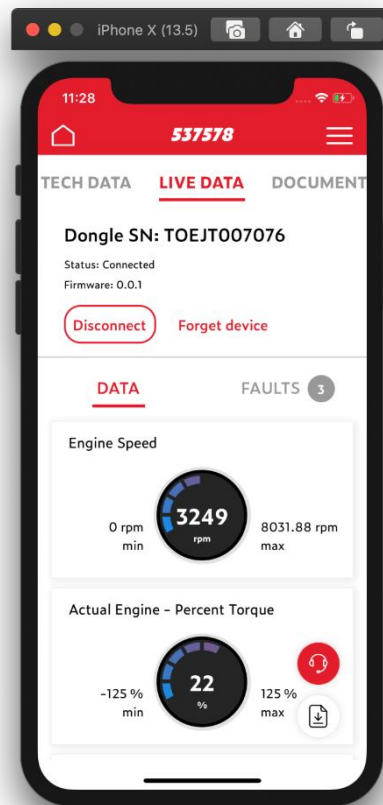 iPhone X (13.5)
11:28
537578
TECH DATA LIVE DATA DOCUMENT
Dongle SN: TOEJT007076
Status: Connected
Firmware: 0.0.1
Disconnect Forget device
DATA FAULTS 3
Engine Speed
3249
rpm
0 rpm
min
8031.88 rpm
max
Actual Engine - Percent Torque
22
%
-125 %
min
125 %
max